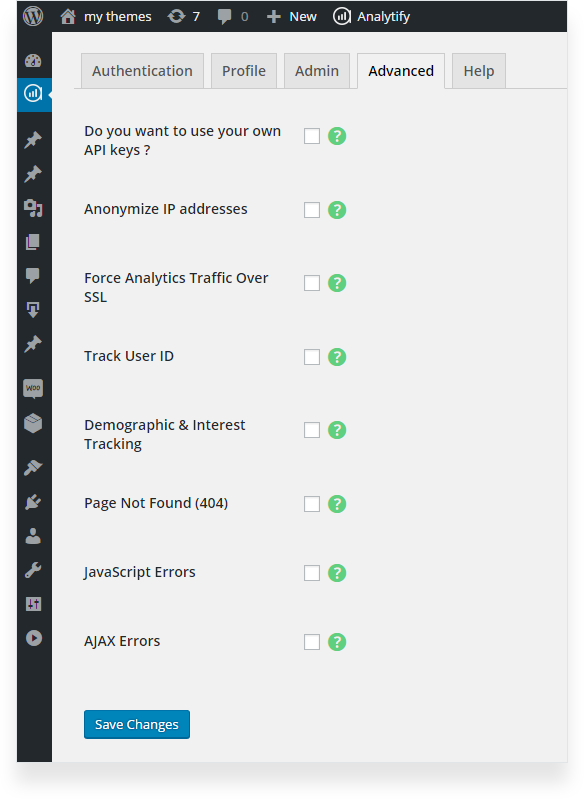 my themes 7 0 New Analytify
Authentication Profile Admin Advanced Help
Do you want to use your own
API keys ?
?
Anonymize IP addresses
?
Force Analytics Traffic Over
SSL
?
Track User ID
?
Demographic & Interest
Tracking
?
Page Not Found (404)
?
JavaScript Errors
?
AJAX Errors
?
WOO
Save Changes